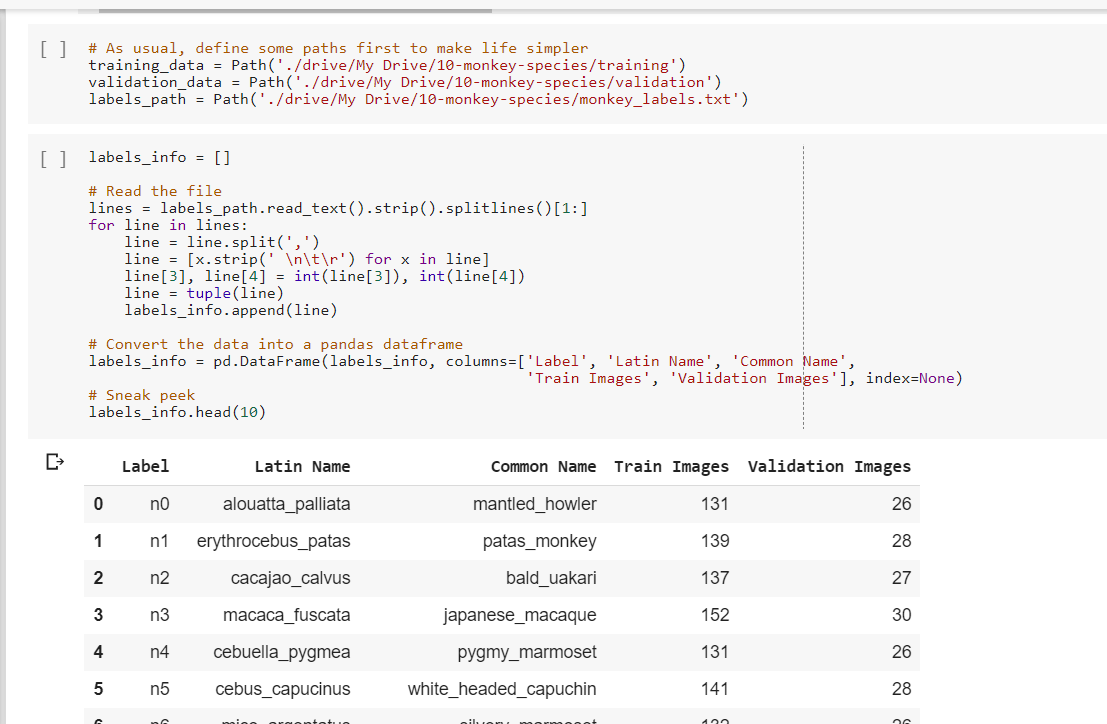 [ ] # As usual, define some paths first to make life simpler
training_data = Path('./drive/My Drive/10-monkey-species/training')
validation_data = Path('./drive/My Drive/10-monkey-species/validation')
labels_path = Path('./drive/My Drive/10-monkey-species/monkey_labels.txt')
[ ] labels_info = []
# Read the file
lines = labels_path.read_text().strip().splitlines()[1:]
for line in lines:
    line = line.split(',')
    line = [x.strip(' \n\t\r') for x in line]
    line[3], line[4] = int(line[3]), int(line[4])
    line = tuple(line)
    labels_info.append(line)
# Convert the data into a pandas dataframe
labels_info = pd.DataFrame(labels_info, columns=['Label', 'Latin Name', 'Common Name',
                                                 'Train Images', 'Validation Images'], index=None)
# Sneak peek
labels_info.head(10)
Label Latin Name Common Name Train Images Validation Images
0 n0 alouatta_palliata mantled_howler 131 26
1 n1 erythrocebus_patas patas_monkey 139 28
2 n2 cacajao_calvus bald_uakari 137 27
3 n3 macaca_fuscata japanese_macaque 152 30
4 n4 cebuella_pygmea pygmy_marmoset 131 26
5 n5 cebus_capucinus white_headed_capuchin 141 28
6 n6 mico_argentatus silvery_marmoset 132 26